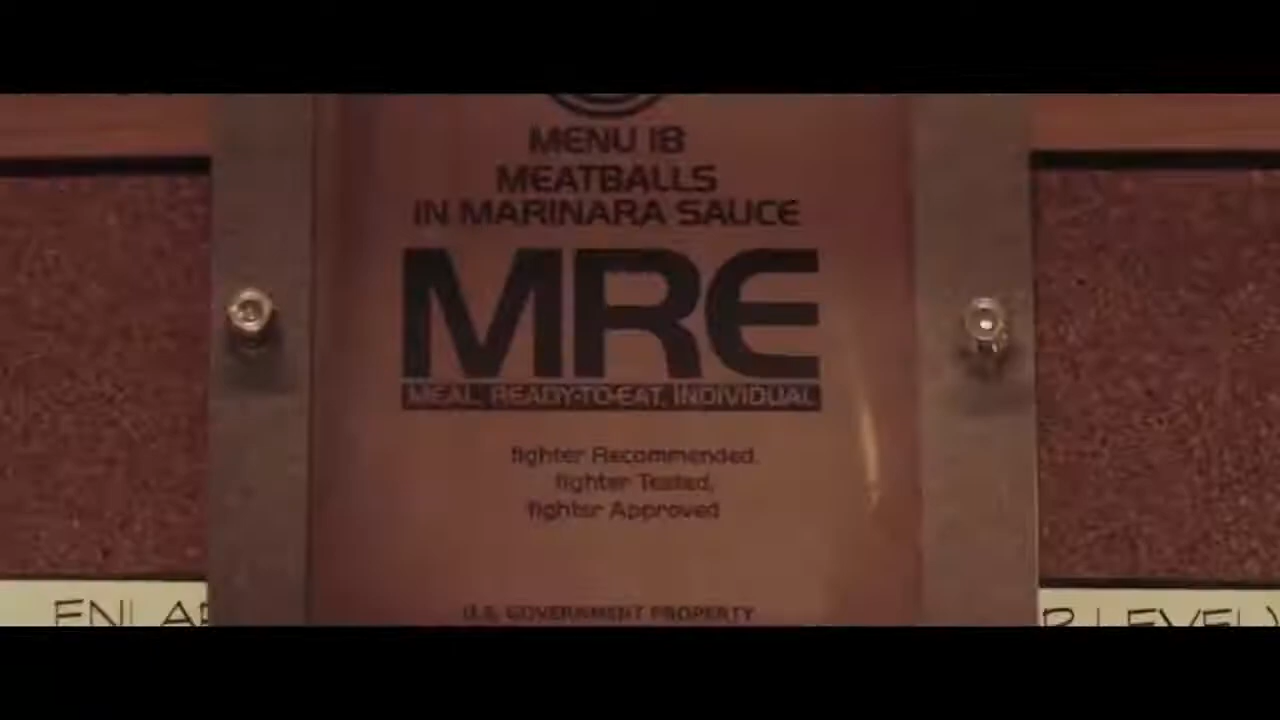 MENU 18
MEATBALLS
IN MARINARA SAUCE
MRE
MEAL, READY-TO-EAT, INDIVIDUAL
fighter Recommended,
fighter Tested,
fighter Approved
U.S. GOVERNMENT PROPERTY
LEVEL)